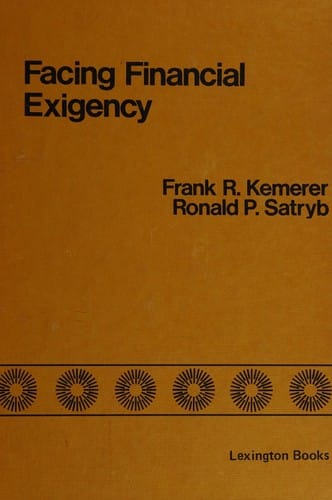 Facing Financial
Exigency
Frank R. Kemerer
Ronald P. Satryb
Lexington Books